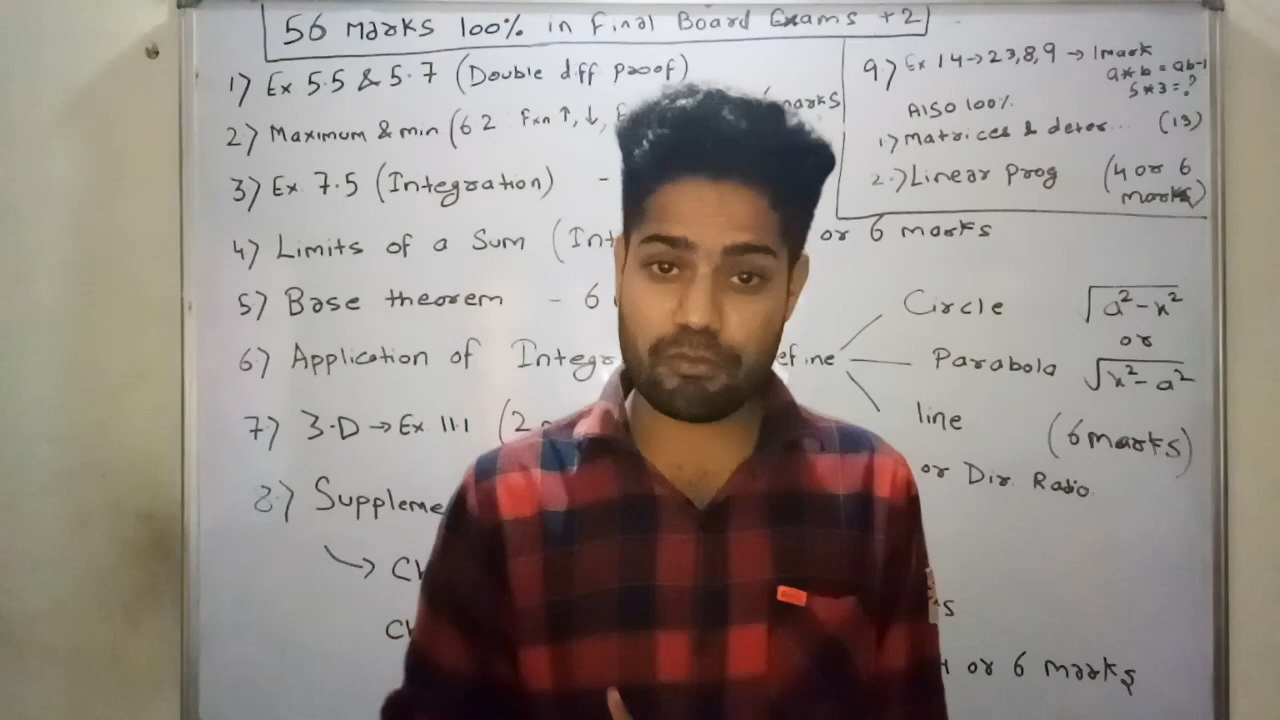 56 Marks 100% in Final Board Exams +2
1) Ex 5.5 & 5.7 (Double diff proof)
2) Maximum & min (6 2 Fxn ↑, ↓, marks
3) Ex 7.5 (Integration) -
4) Limits of a Sum (Int or 6 marks
5) Base theorem - 6
6) Application of Integr efine
Circle √a²-x²
or
Parabola √x²-a²
line (6 marks)
7) 3-D → Ex 11.1 (2 or Dir. Ratio
8) Suppleme
→ Ch
Ch
4 or 6 marks
9) Ex 1.4 → 23,8,9 → 1 mark
a*b = ab-1
5*3 = ?
Also 100%
1) Matrices & deter... (13)
2.) Linear prog (4 or 6
marks)